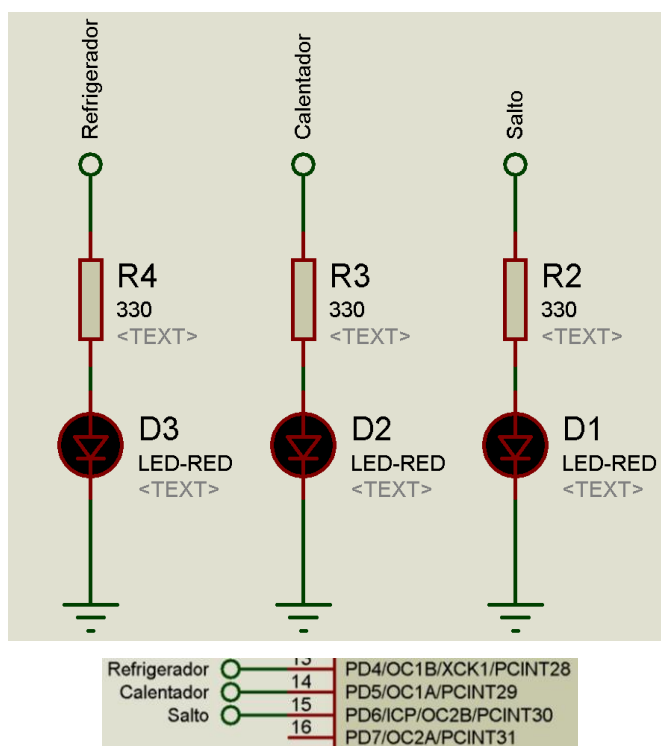 Refrigerador
Calentador
Salto
R4
330
<TEXT>
R3
330
<TEXT>
R2
330
<TEXT>
D3
LED-RED
<TEXT>
D2
LED-RED
<TEXT>
D1
LED-RED
<TEXT>
Refrigerador 13 PD4/OC1B/XCK1/PCINT28
Calentador 14 PD5/OC1A/PCINT29
Salto 15 PD6/ICP/OC2B/PCINT30
16 PD7/OC2A/PCINT31